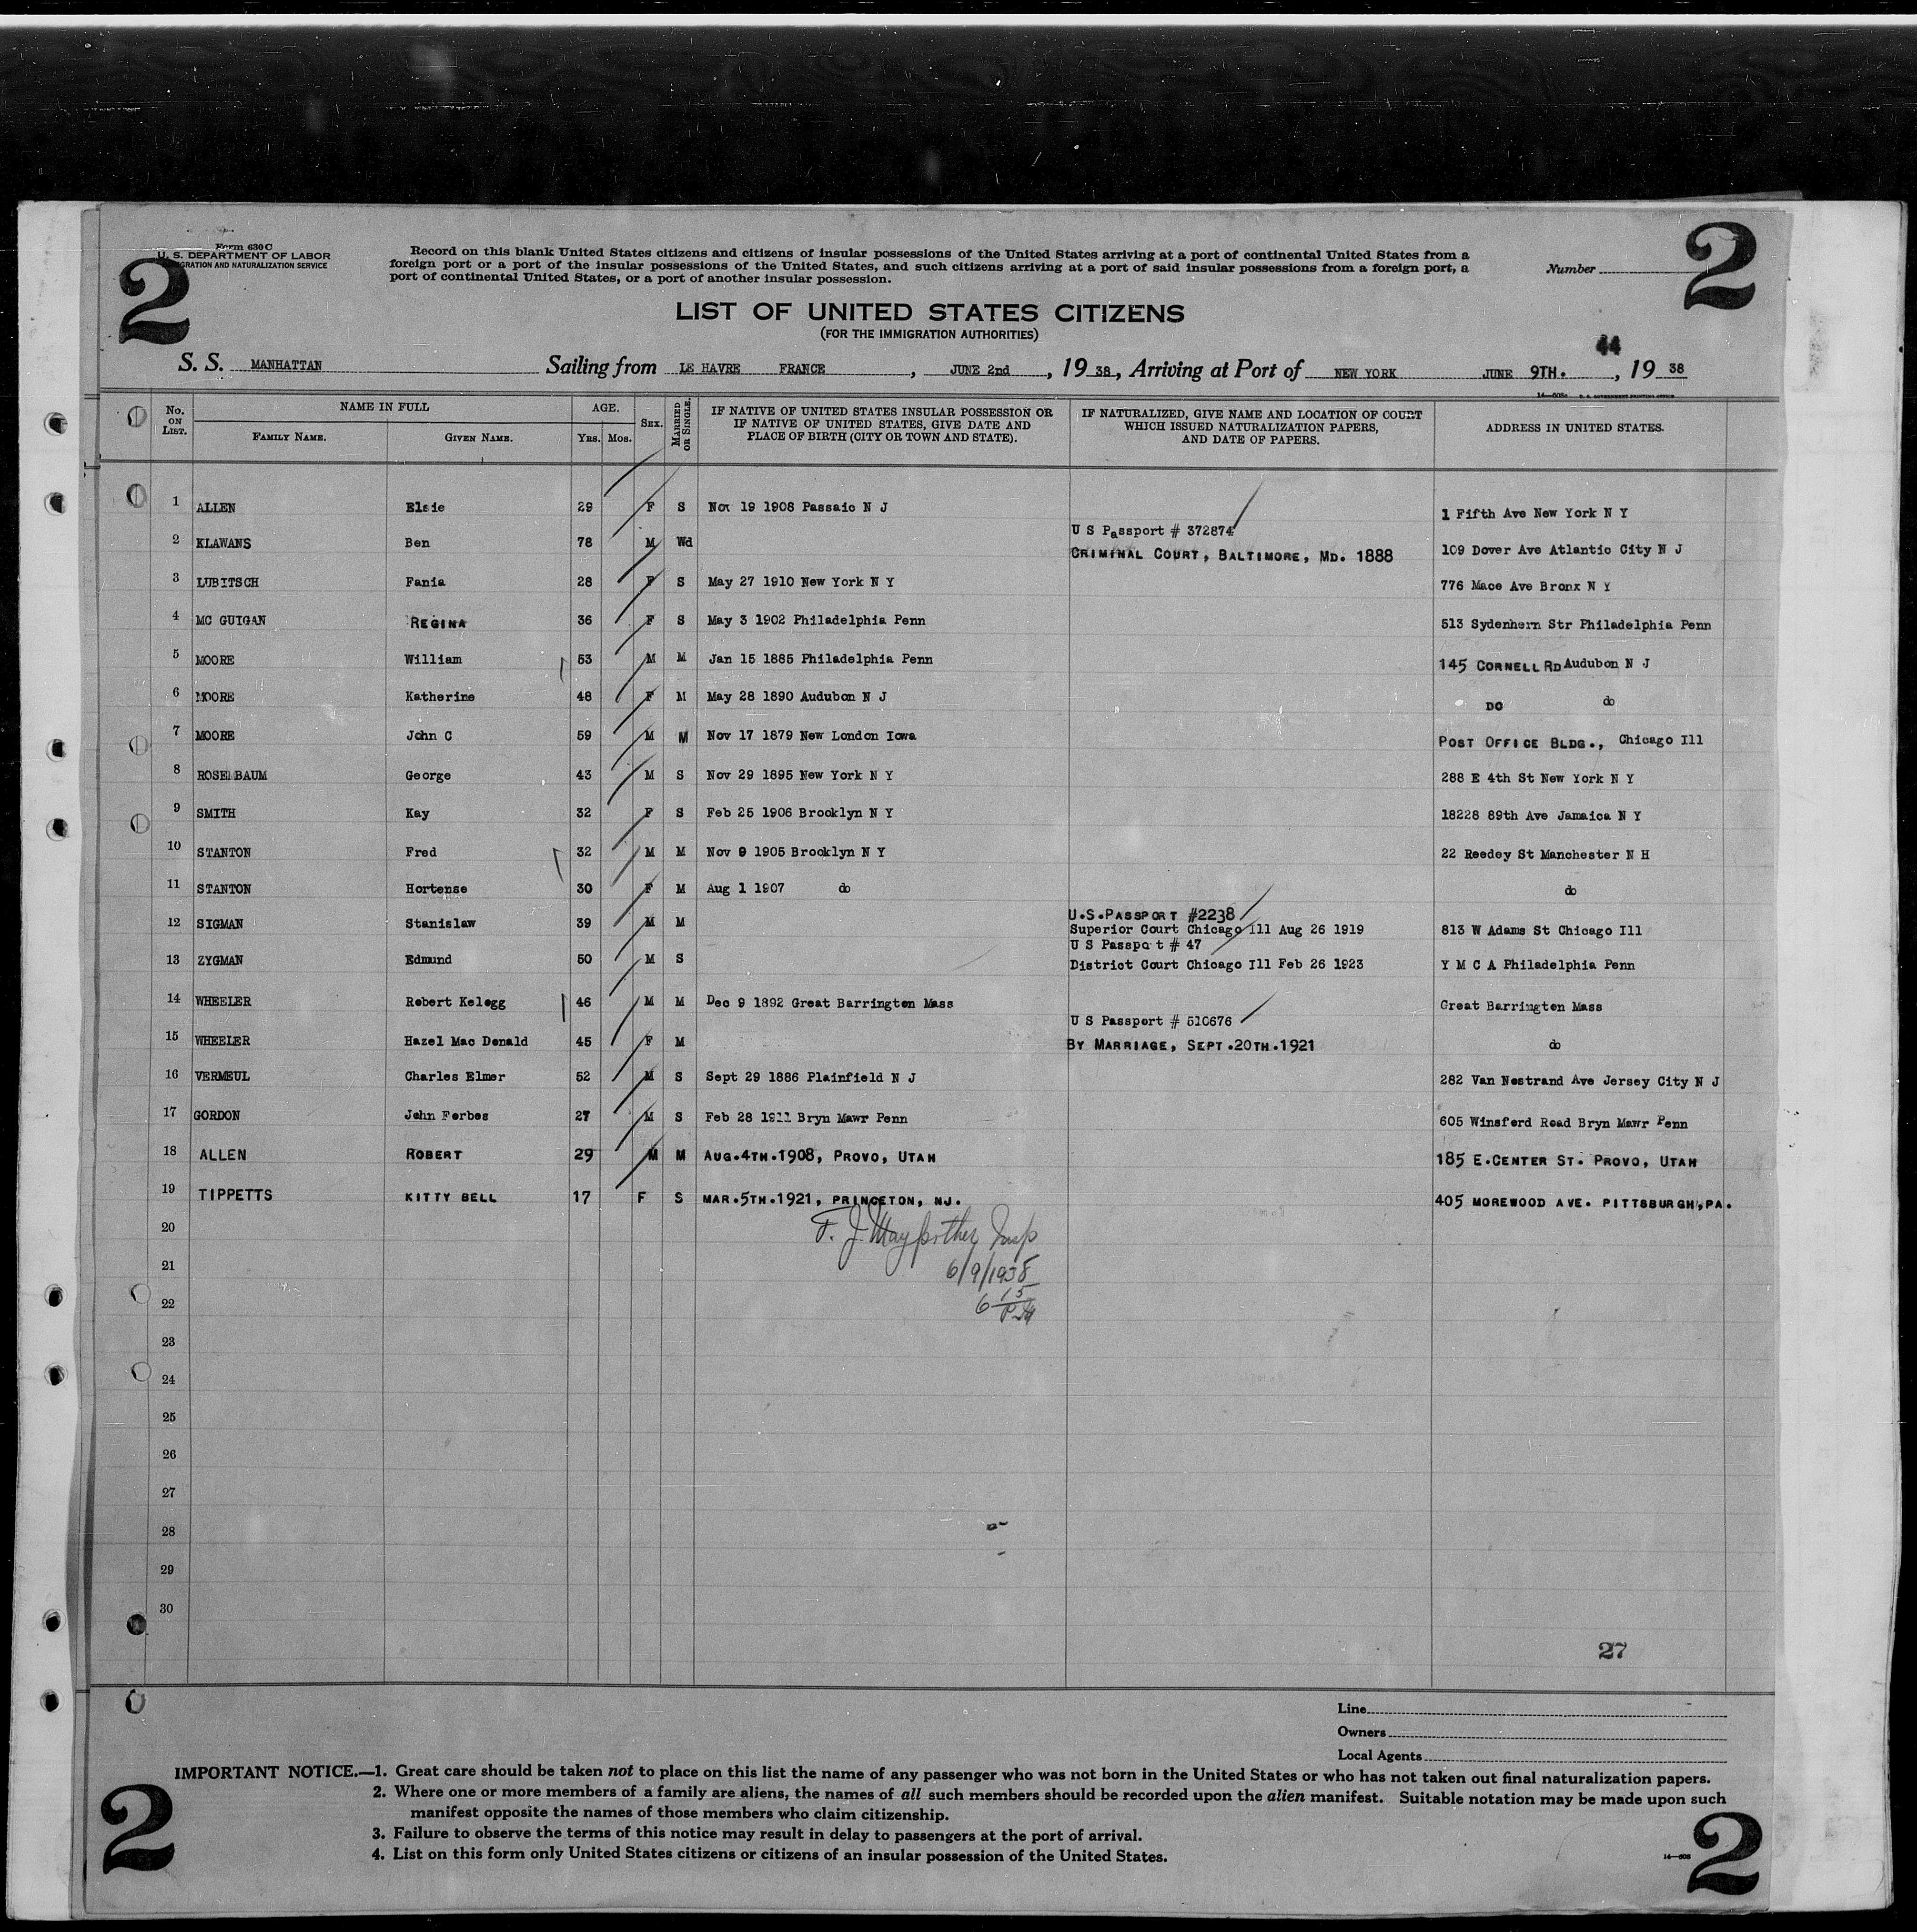 2
2
Form 630 C
U. S. DEPARTMENT OF LABOR
GRATION AND NATURALIZATION SERVICE
Record on this blank United States citizens and citizens of insular possessions of the United States arriving at a port of continental United States from a
foreign port or a port of the insular possessions of the United States, and such citizens arriving at a port of said insular possessions from a foreign port, a
port of continental United States, or a port of another insular possession.
Number
LIST OF UNITED STATES CITIZENS
(FOR THE IMMIGRATION AUTHORITIES)
44
S. S. MANHATTAN Sailing from LE HAVRE FRANCE , JUNE 2nd , 19 38, Arriving at Port of NEW YORK JUNE 9TH. , 19 38
No. ON LIST. NAME IN FULL FAMILY NAME. GIVEN NAME. AGE. YRS. MOS. SEX. MARRIED OR SINGLE.
IF NATIVE OF UNITED STATES INSULAR POSSESSION OR
IF NATIVE OF UNITED STATES, GIVE DATE AND
PLACE OF BIRTH (CITY OR TOWN AND STATE).
IF NATURALIZED, GIVE NAME AND LOCATION OF COURT
WHICH ISSUED NATURALIZATION PAPERS,
AND DATE OF PAPERS.
ADDRESS IN UNITED STATES.
1 ALLEN Elsie 29 F S Nov 19 1908 Passaic N J 1 Fifth Ave New York N Y
U S Passport # 372874
2 KLAWANS Ben 78 M Wd CRIMINAL COURT, BALTIMORE, MD. 1888 109 Dover Ave Atlantic City N J
3 LUBITSCH Fania 28 F S May 27 1910 New York N Y 776 Mace Ave Bronx N Y
4 MC GUIGAN REGINA 36 F S May 3 1902 Philadelphia Penn 513 Sydenhern Str Philadelphia Penn
5 MOORE William 53 M M Jan 15 1885 Philadelphia Penn 145 CORNELL RD Audubon N J
6 MOORE Katherine 48 F M May 28 1890 Audubon N J DO do
7 MOORE John C 59 M M Nov 17 1879 New London Iowa POST OFFICE BLDG., Chicago Ill
8 ROSENBAUM George 43 M S Nov 29 1895 New York N Y 288 E 4th St New York N Y
9 SMITH Kay 32 F S Feb 25 1906 Brooklyn N Y 18228 89th Ave Jamaica N Y
10 STANTON Fred 32 M M Nov 9 1905 Brooklyn N Y 22 Reedey St Manchester N H
11 STANTON Hortense 30 F M Aug 1 1907 do do
U.S.PASSPORT #2238
12 SIGMAN Stanislaw 39 M M Superior Court Chicago Ill Aug 26 1919 813 W Adams St Chicago Ill
U S Passpo t # 47
13 ZYGMAN Edmund 50 M S District Court Chicago Ill Feb 26 1923 Y M C A Philadelphia Penn
14 WHEELER Robert Kelegg 46 M M Dec 9 1892 Great Barrington Mass Great Barrington Mass
U S Passport # 510676
15 WHEELER Hazel Mac Donald 45 F M BY MARRIAGE, SEPT.20TH.1921 do
16 VERMEUL Charles Elmer 52 M S Sept 29 1886 Plainfield N J 282 Van Nostrand Ave Jersey City N J
17 GORDON John Forbes 27 M S Feb 28 1911 Bryn Mawr Penn 605 Winsford Road Bryn Mawr Penn
18 ALLEN ROBERT 29 M M AUG.4TH.1908, PROVO, UTAH 185 E.CENTER ST. PROVO, UTAH
19 TIPPETTS KITTY BELL 17 F S MAR.5TH.1921, PRINCETON, NJ. 405 MOREWOOD AVE. PITTSBURGH,PA.
20
F. J. Insp
21
6/9/1938
22
6 15 PM
23
24
25
26
27
28
29
30
27
Line
Owners
Local Agents
IMPORTANT NOTICE.—1. Great care should be taken not to place on this list the name of any passenger who was not born in the United States or who has not taken out final naturalization papers.
2. Where one or more members of a family are aliens, the names of all such members should be recorded upon the alien manifest. Suitable notation may be made upon such
manifest opposite the names of those members who claim citizenship.
3. Failure to observe the terms of this notice may result in delay to passengers at the port of arrival.
4. List on this form only United States citizens or citizens of an insular possession of the United States.
2
2